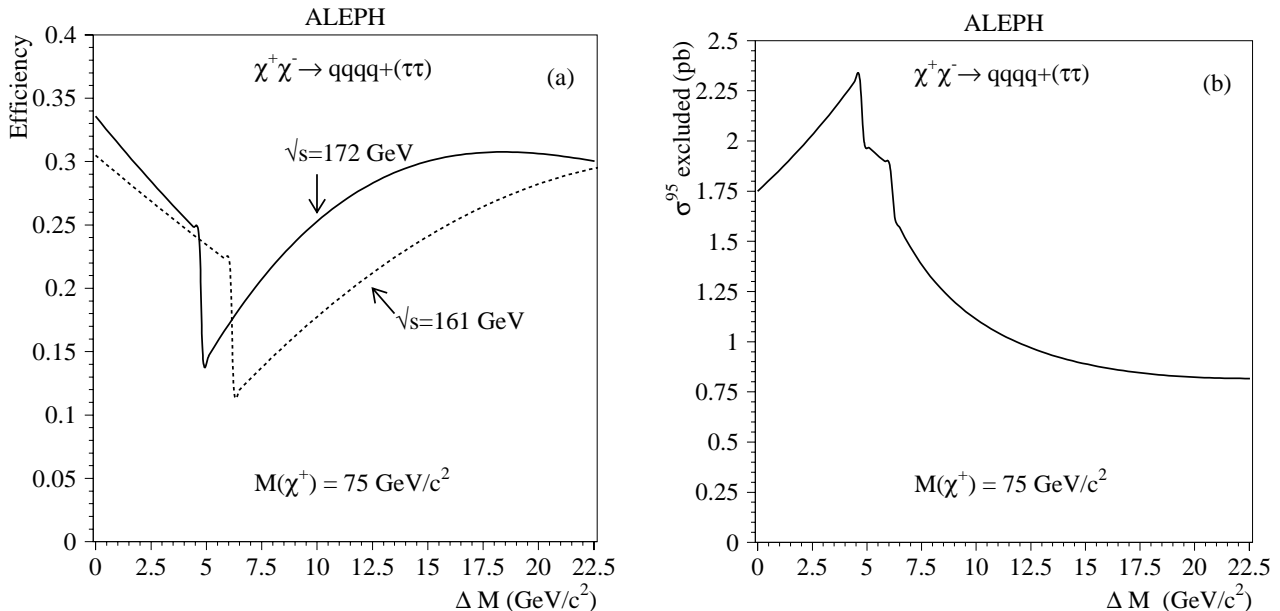 ALEPH
χ⁺χ⁻→ qqqq+(ττ)
(a)
Efficiency
0.4
0.35
0.3
0.25
0.2
0.15
0.1
0.05
0
√s=172 GeV
√s=161 GeV
M(χ⁺) = 75 GeV/c²
0 2.5 5 7.5 10 12.5 15 17.5 20 22.5
Δ M (GeV/c²)
ALEPH
χ⁺χ⁻→ qqqq+(ττ)
(b)
σ⁹⁵ excluded (pb)
2.5
2.25
2
1.75
1.5
1.25
1
0.75
0.5
0.25
0
M(χ⁺) = 75 GeV/c²
0 2.5 5 7.5 10 12.5 15 17.5 20 22.5
Δ M (GeV/c²)